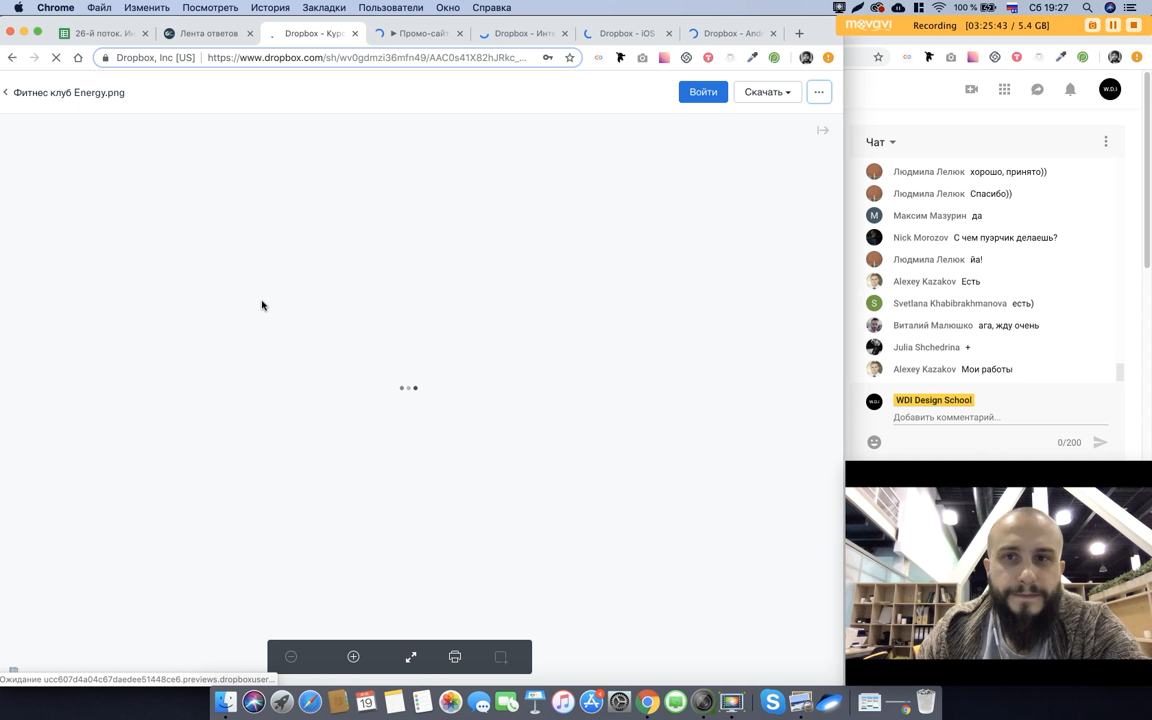 Chrome Файл Изменить Посмотреть История Закладки Пользователи Окно Справка 100 % Сб 19:27
26-й поток. И Лента ответов Dropbox - Курс Промо-сайт Dropbox - Инте Dropbox - iOS Dropbox - Andr
movavi Recording [03:25:43 / 5.4 GB]
Dropbox, Inc [US] https://www.dropbox.com/sh/wv0gdmzi36mfn49/AAC0s41X82hJRkc_...
Фитнес клуб Energy.png Войти Скачать
W.D.I
Чат
Людмила Лелюк хорошо, принято))
Людмила Лелюк Спасибо))
М Максим Мазурин да
Nick Morozov С чем пуэрчик делаешь?
Людмила Лелюк йа!
Alexey Kazakov Есть
S Svetlana Khabibrakhmanova есть)
Виталий Малюшко ага, жду очень
Julia Shchedrina +
Alexey Kazakov Мои работы
W.D.I WDI Design School
Добавить комментарий...
0/200
Ожидание ucc607d4a04c67daedee51448ce6.previews.dropboxuser...
19